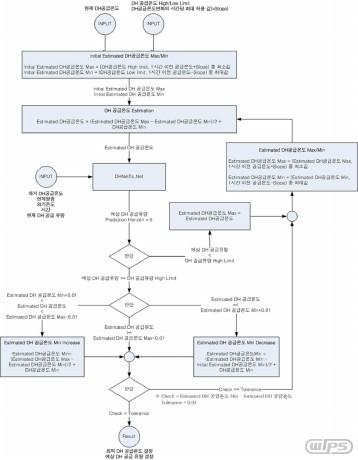 INPUT
INPUT
현재 DH공급온도
DH 공급온도 High/Low Limit
DH공급온도변화의 시간당 최대 허용 값(=Slope)
Initial Estimated DH공급온도 Max/Min
Initial Estimated DH공급온도 Max = (DH공급온도 High limit, 1시간 이전 공급온도+Slope) 중 최소값
Initial Estimated DH공급온도 Min = (DH공급온도 Low limit, 1시간 이전 공급온도-Slope) 중 최대값
Initial Estimated DH공급온도 Max
Initial Estimated DH공급온도 Min
DH 공급온도 Estimation
Estimated DH공급온도 = (Estimated DH공급온도 Max - Estimated DH공급온도 Min)/2 +
DH공급온도 Min
Estimated DH공급온도
INPUT
과거 DH공급온도
외기온도
시간
현재 DH 공급 유량
예상 DH공급유량
Prediction Horizon = 5
Estimated DH공급온도 Max/Min
Estimated DH공급온도 Max = (Estimated DH공급온도 Max,
1시간 이전 공급온도+Slope) 중 최소값
Estimated DH공급온도 Min = (Estimated DH공급온도 Min,
1시간 이전 공급온도-Slope) 중 최대값
Estimated DH공급온도 Max =
Estimated DH공급온도
판단
예상 DH 공급유량
<
DH 공급유량 High Limit
예상 DH 공급유량 >= DH 공급유량 High Limit
Estimated DH 공급온도 Min+0.01
Estimated DH 공급온도
Estimated DH 공급온도 Max-0.01
판단
Estimated DH 공급온도
Estimated DH공급온도 Min+0.01
Estimated DH공급온도 Min Increase
Estimated DH공급온도 Min=
(Estimated DH공급온도 Max -
Estimated DH공급온도 Min)/2 +
DH공급온도 Min
Estimated DH 공급온도
>=
Estimated DH 공급온도 Max-0.01
Estimated DH공급온도 Min Decrease
Estimated DH공급온도Min =
(Estimated DH공급온도 Min -
Initial Estimated DH공급온도 Min)/2 +
DH공급온도 Min
판단
Check >= Tolerance
※ Check = Estimated DH 공급온도 Max - Estimated DH 공급온도 Min
Tolerance = 0.01
Check < Tolerance
Result
최적 DH 공급온도 결정
예상 DH 공급 유량 결정
wips